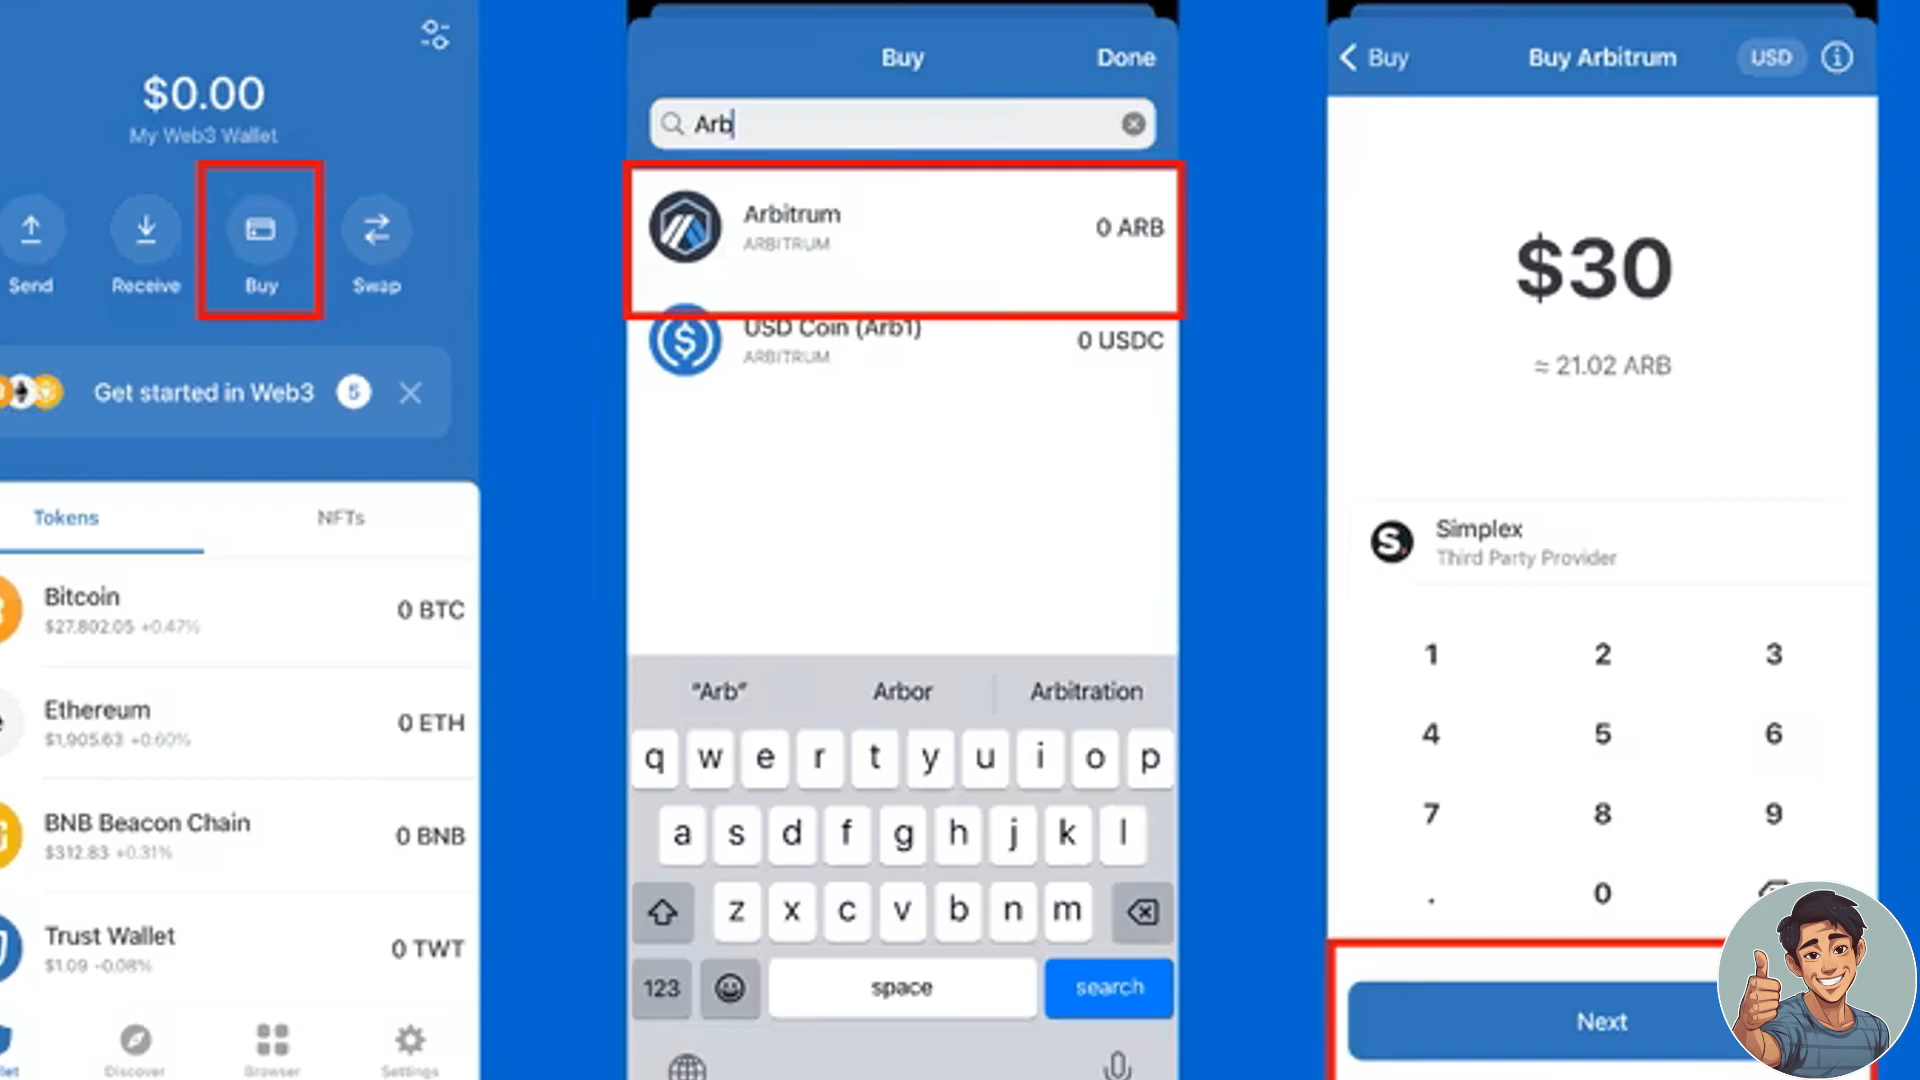 $0.00
My Web3 Wallet
Send
Receive
Buy
Swap
Get started in Web3
5
Tokens
NFTs
Bitcoin
0 BTC
$27,802.05 +0.47%
Ethereum
0 ETH
$1,905.63 +0.60%
BNB Beacon Chain
0 BNB
$312.83 +0.31%
Trust Wallet
0 TWT
$1.09 -0.08%
Discover
Browser
Settings
Buy
Done
Arb
Arbitrum
ARBITRUM
0 ARB
USD Coin (Arb1)
ARBITRUM
0 USDC
"Arb"
Arbor
Arbitration
q w e r t y u i o p
a s d f g h j k l
z x c v b n m
123
space
search
Buy
Buy Arbitrum
USD
$30
≈ 21.02 ARB
S.
Simplex
Third Party Provider
1 2 3
4 5 6
7 8 9
. 0
Next